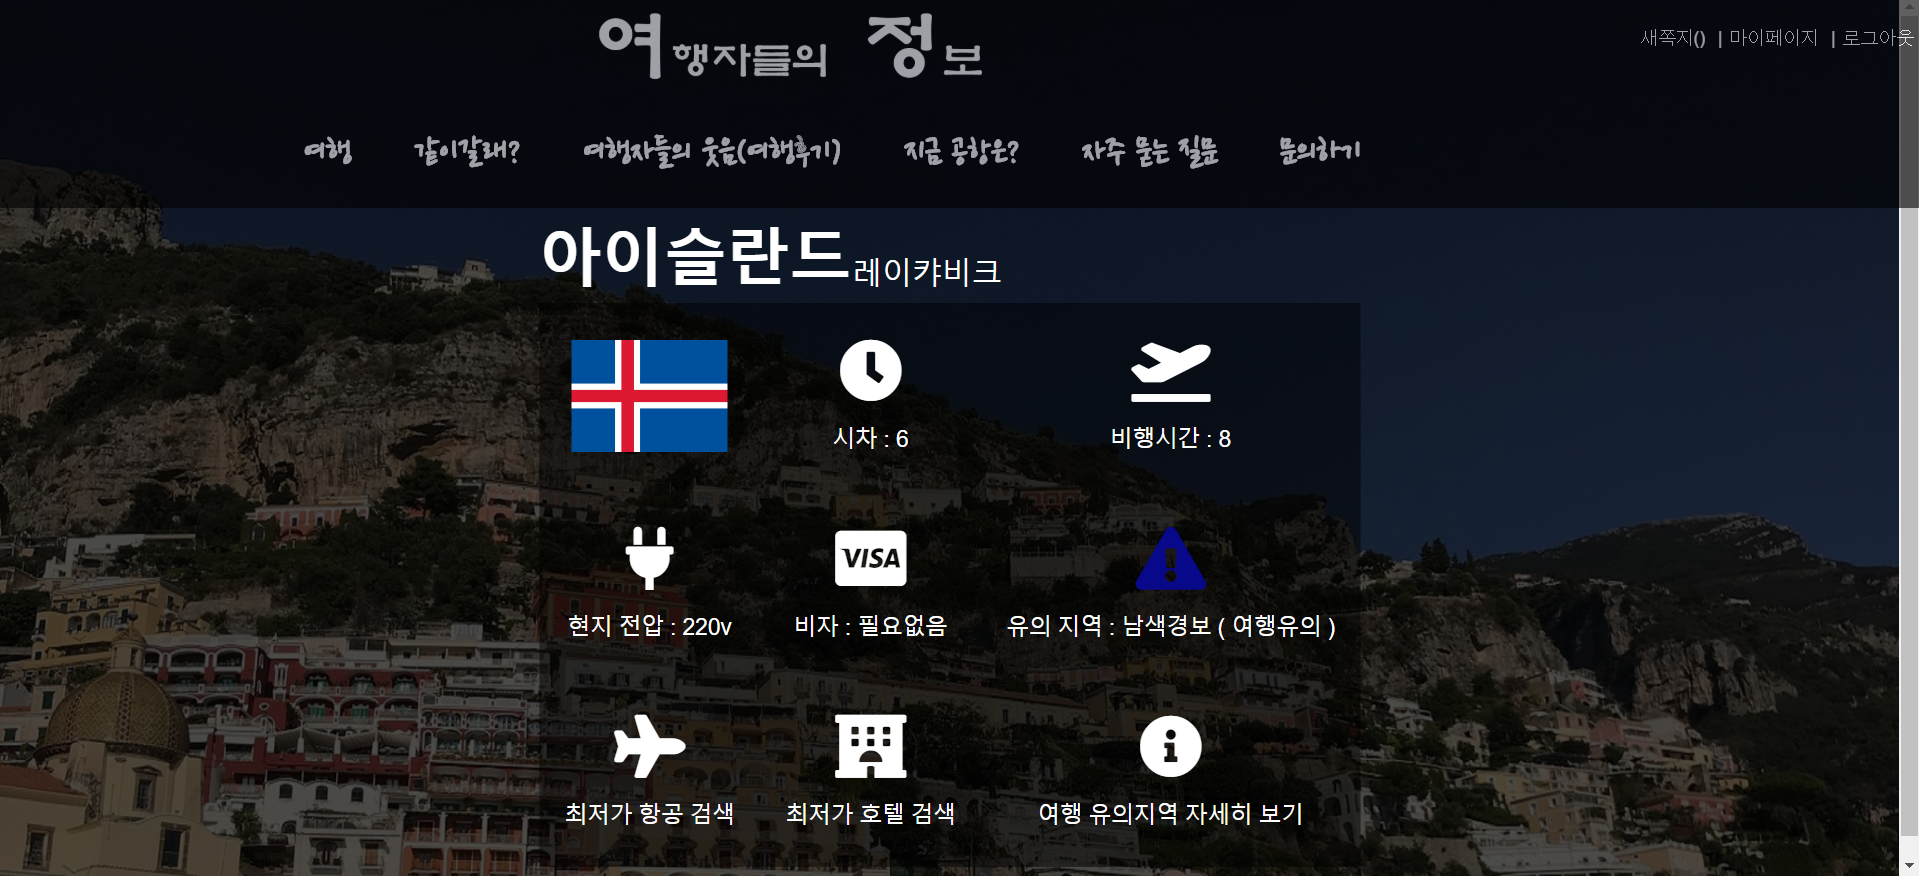 여행자들의 정보
새쪽지() | 마이페이지 | 로그아웃
여행 같이갈래? 여행자들의 웃음(여행후기) 지금 공항은? 자주 묻는 질문 문의하기
아이슬란드레이캬비크
시차 : 6
비행시간 : 8
VISA
현지 전압 : 220v
비자 : 필요없음
유의 지역 : 남색경보 ( 여행유의 )
최저가 항공 검색
최저가 호텔 검색
여행 유의지역 자세히 보기